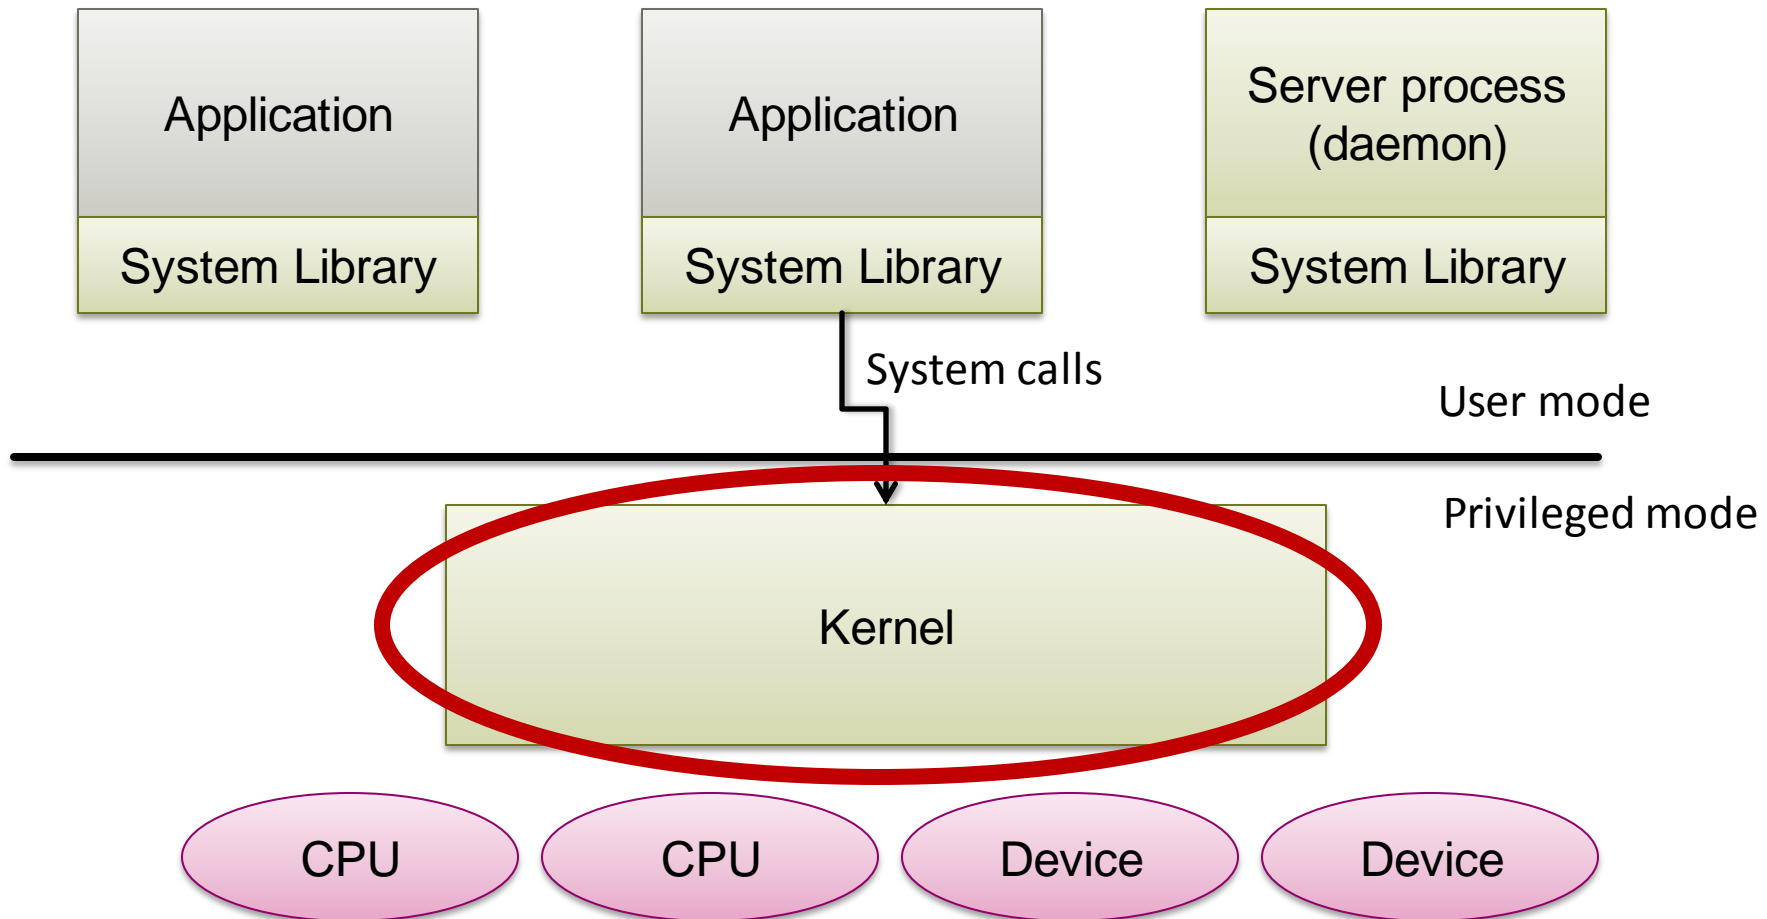 Application
Application
Server process
(daemon)
System Library
System Library
System Library
System calls
User mode
Privileged mode
Kernel
CPU
CPU
Device
Device